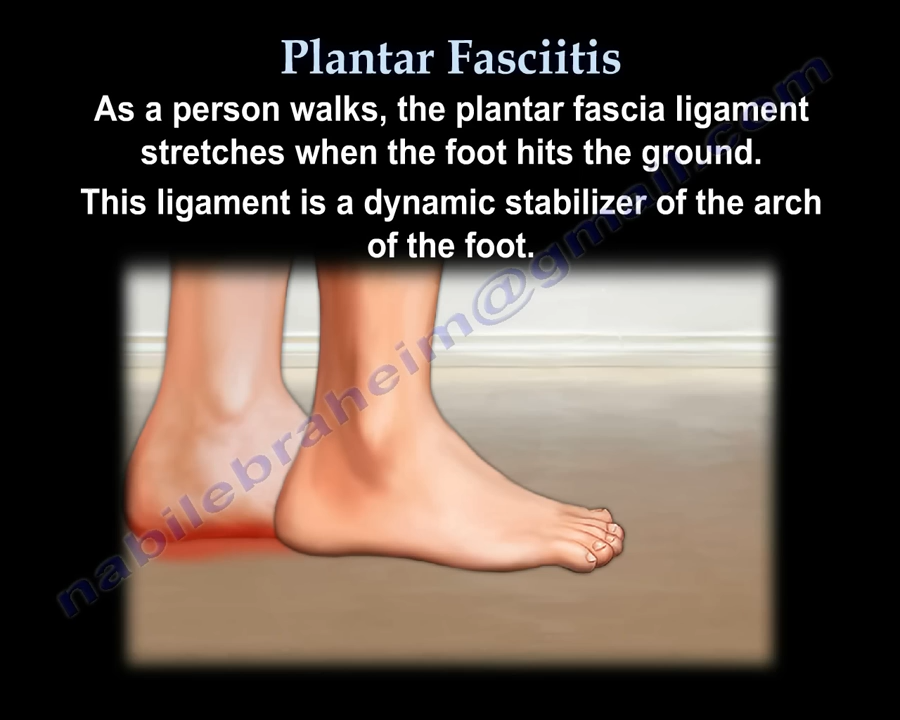 Plantar Fasciitis
As a person walks, the plantar fascia ligament
stretches when the foot hits the ground.
This ligament is a dynamic stabilizer of the arch
of the foot.
nabilebraheim@gmail.com